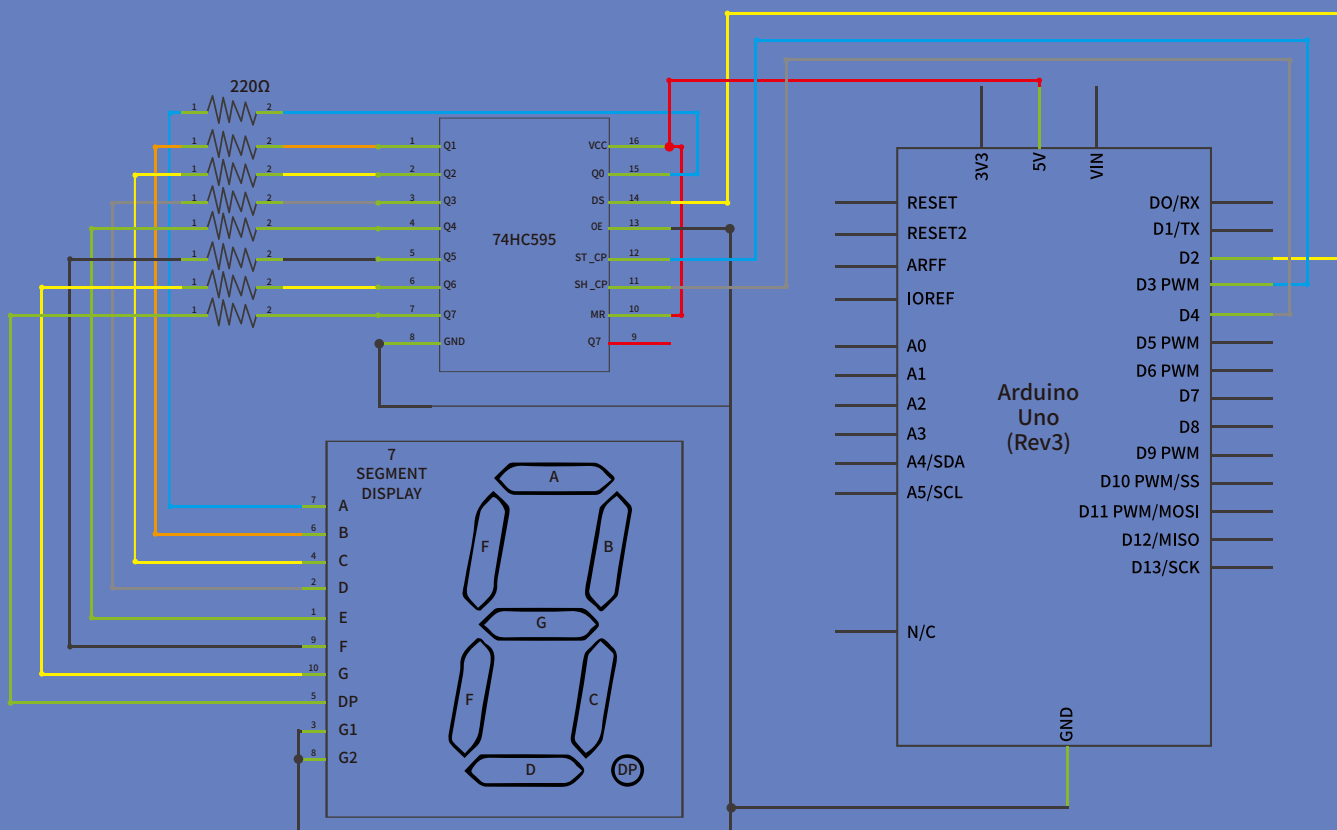 220Ω
1 2
1 2
1 2
1 2
1 2
1 2
1 2
1 2
1 Q1
2 Q2
3 Q3
4 Q4
5 Q5
6 Q6
7 Q7
8 GND
74HC595
VCC 16
Q0 15
DS 14
OE 13
ST_CP 12
SH_CP 11
MR 10
Q7 9
7
SEGMENT
DISPLAY
7 A
6 B
4 C
2 D
1 E
9 F
10 G
5 DP
3 G1
8 G2
A
F B
G
F C
D DP
3V3 5V VIN
RESET
RESET2
ARFF
IOREF
A0
A1
A2
A3
A4/SDA
A5/SCL
N/C
Arduino
Uno
(Rev3)
DO/RX
D1/TX
D2
D3 PWM
D4
D5 PWM
D6 PWM
D7
D8
D9 PWM
D10 PWM/SS
D11 PWM/MOSI
D12/MISO
D13/SCK
GND